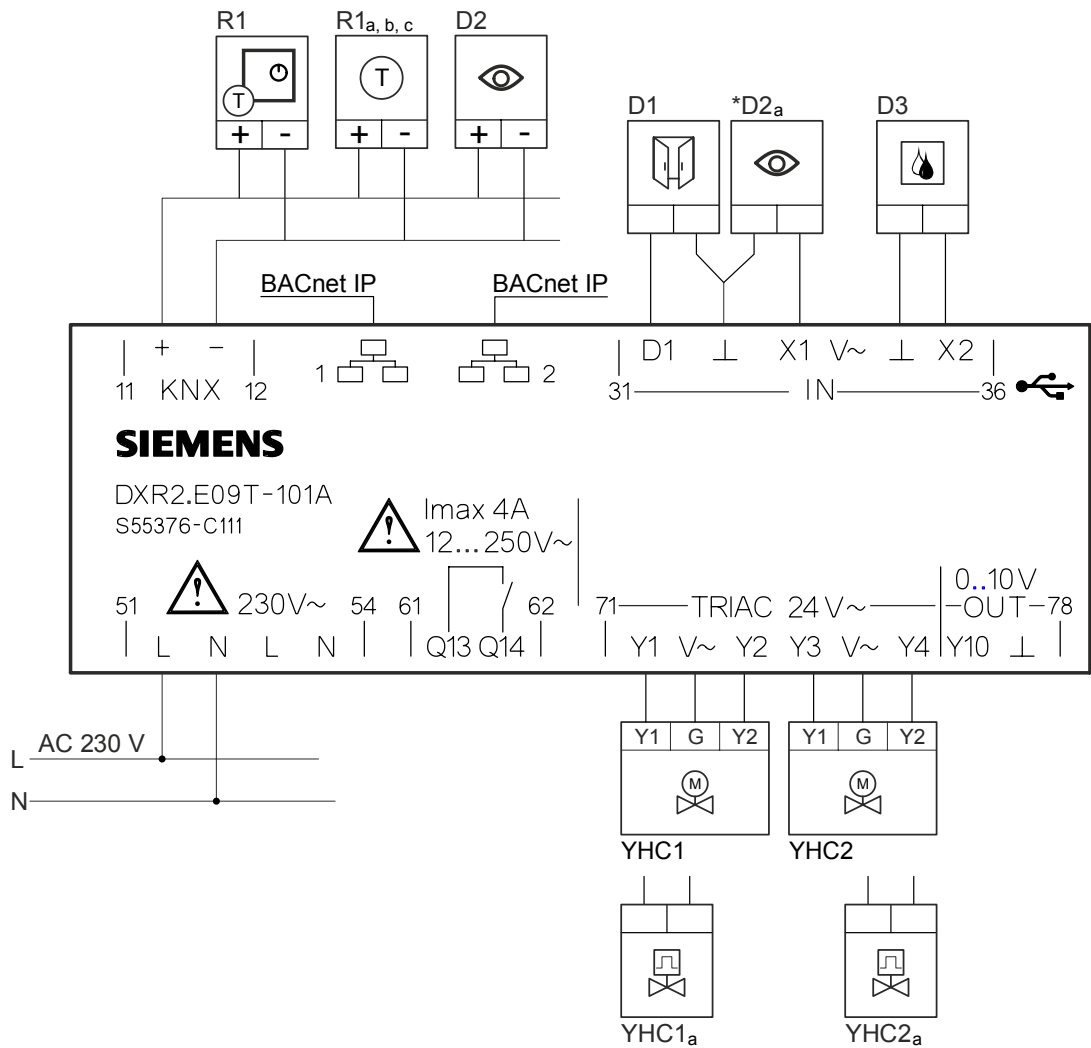 R1 R1a, b, c D2
T T
+ - + - + -
D1 *D2a D3
BACnet IP BACnet IP
+ − D1 ⊥ X1 V~ ⊥ X2
11 KNX 12 1 2 31 IN 36
SIEMENS
DXR2.E09T-101A
S55376-C111
! Imax 4A
12...250V~
51 ! 230V~ 54 61 62 71 TRIAC 24V~ 0..10V
OUT 78
L N L N Q13 Q14 Y1 V~ Y2 Y3 V~ Y4 Y10 ⊥
L AC 230 V
N
Y1 G Y2 Y1 G Y2
M M
YHC1 YHC2
YHC1a YHC2a